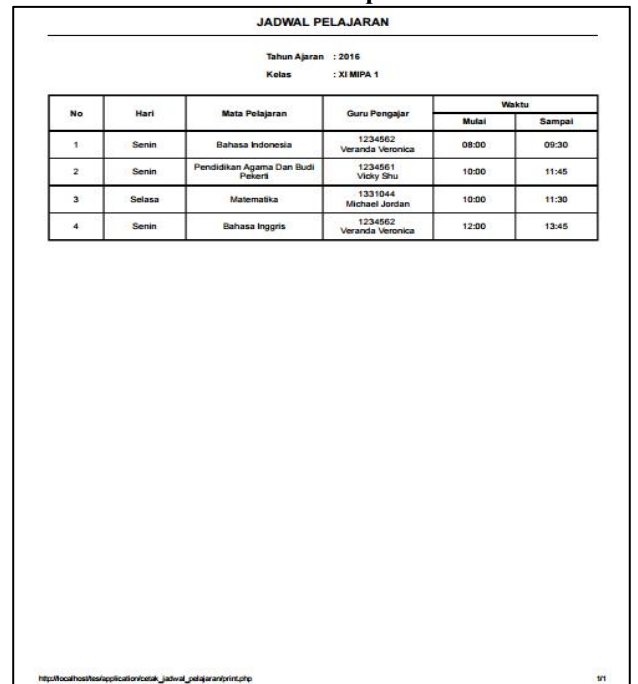 JADWAL PELAJARAN
Tahun Ajaran : 2016
Kelas : XI MIPA 1
No Hari Mata Pelajaran Guru Pengajar Waktu
Mulai Sampai
1 Senin Bahasa Indonesia 1234562 Veranda Veronica 08:00 09:30
2 Senin Pendidikan Agama Dan Budi Pekerti 1234561 Vicky Shu 10:00 11:45
3 Selasa Matematika 1331044 Michael Jordan 10:00 11:30
4 Senin Bahasa Inggris 1234562 Veranda Veronica 12:00 13:45
http://localhost/tes/application/cetak_jadwal_pelajaran/print.php 1/1